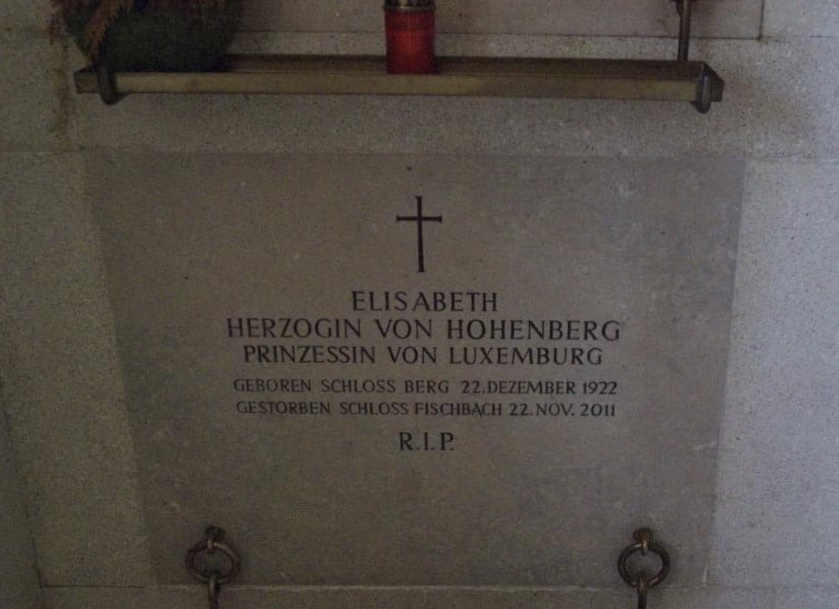 ELISABETH
HERZOGIN VON HOHENBERG
PRINZESSIN VON LUXEMBURG
GEBOREN SCHLOSS BERG 22.DEZEMBER 1922
GESTORBEN SCHLOSS FISCHBACH 22.NOV.2011
R.I.P.